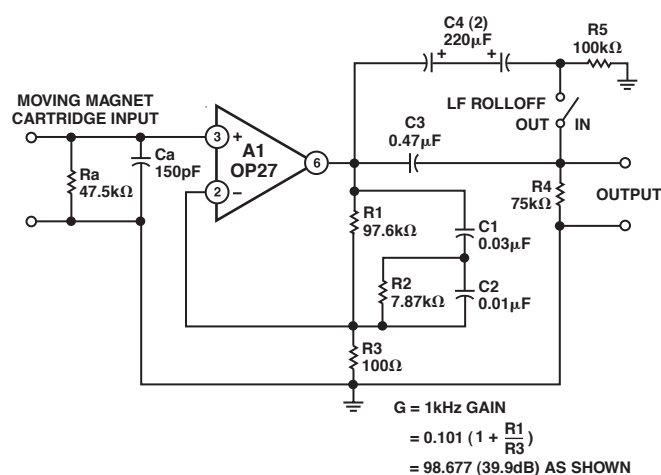 C4 (2)
220µF
+ +
R5
100kΩ
MOVING MAGNET
CARTRIDGE INPUT
LF ROLLOFF
OUT IN
C3
0.47µF
3
+
A1
OP27
6
2
–
Ca
150pF
Ra
47.5kΩ
R4
75kΩ
OUTPUT
R1
97.6kΩ
C1
0.03µF
R2
7.87kΩ
C2
0.01µF
R3
100Ω
G = 1kHz GAIN
= 0.101 ( 1 + R1
R3 )
= 98.677 (39.9dB) AS SHOWN